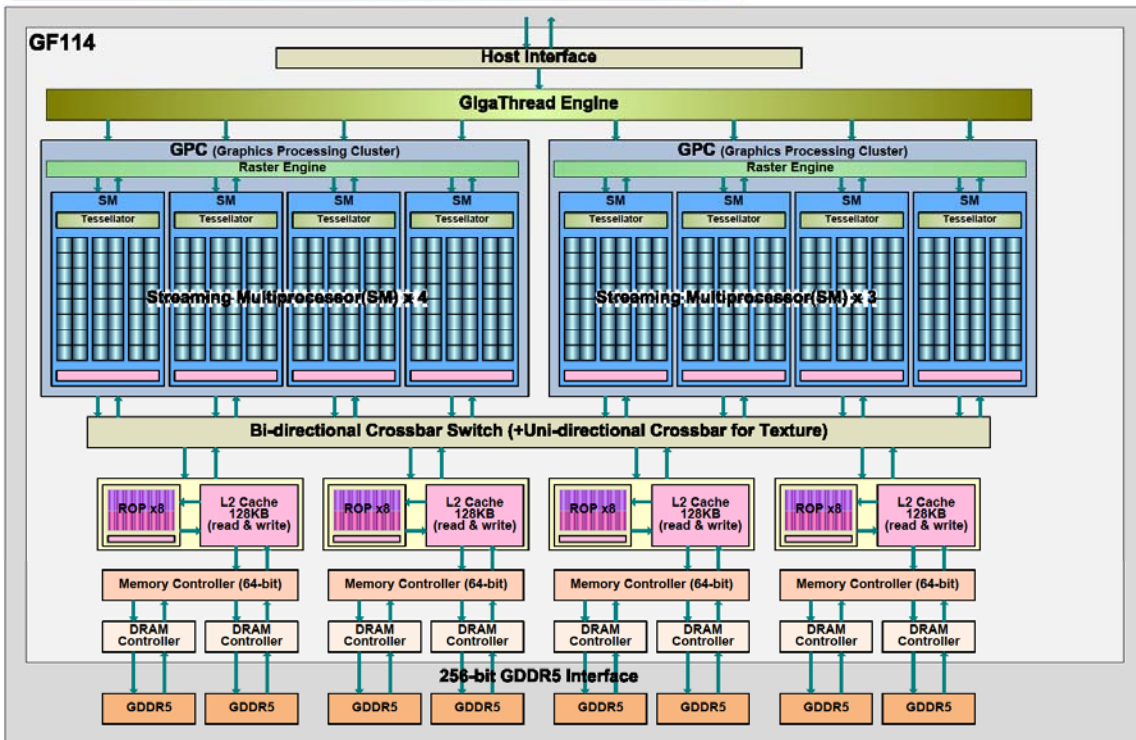 GF114
Host Interface
GigaThread Engine
GPC (Graphics Processing Cluster)
Raster Engine
SM
Tessellator
SM
Tessellator
SM
Tessellator
SM
Tessellator
Streaming Multiprocessor(SM) x 4
GPC (Graphics Processing Cluster)
Raster Engine
SM
Tessellator
SM
Tessellator
SM
Tessellator
SM
Tessellator
Streaming Multiprocessor(SM) x 3
Bi-directional Crossbar Switch (+Uni-directional Crossbar for Texture)
ROP x8
L2 Cache
128KB
(read & write)
ROP x8
L2 Cache
128KB
(read & write)
ROP x8
L2 Cache
128KB
(read & write)
ROP x8
L2 Cache
128KB
(read & write)
Memory Controller (64-bit)
Memory Controller (64-bit)
Memory Controller (64-bit)
Memory Controller (64-bit)
DRAM
Controller
DRAM
Controller
DRAM
Controller
DRAM
Controller
DRAM
Controller
DRAM
Controller
DRAM
Controller
DRAM
Controller
256-bit GDDR5 Interface
GDDR5
GDDR5
GDDR5
GDDR5
GDDR5
GDDR5
GDDR5
GDDR5